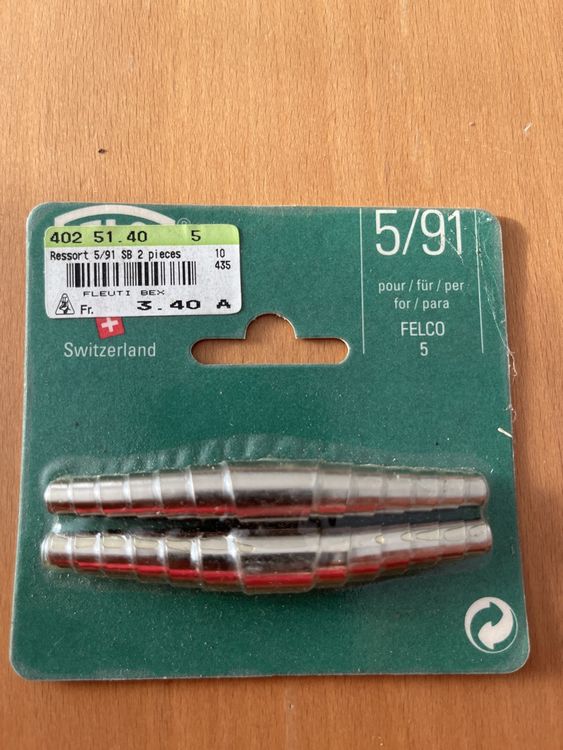 402 51.40 5
Ressort 5/91 SB 2 pieces 10
435
FLEUTI BEX
Fr. 3.40 A
Switzerland
5/91
pour / für / per
for / para
FELCO
5